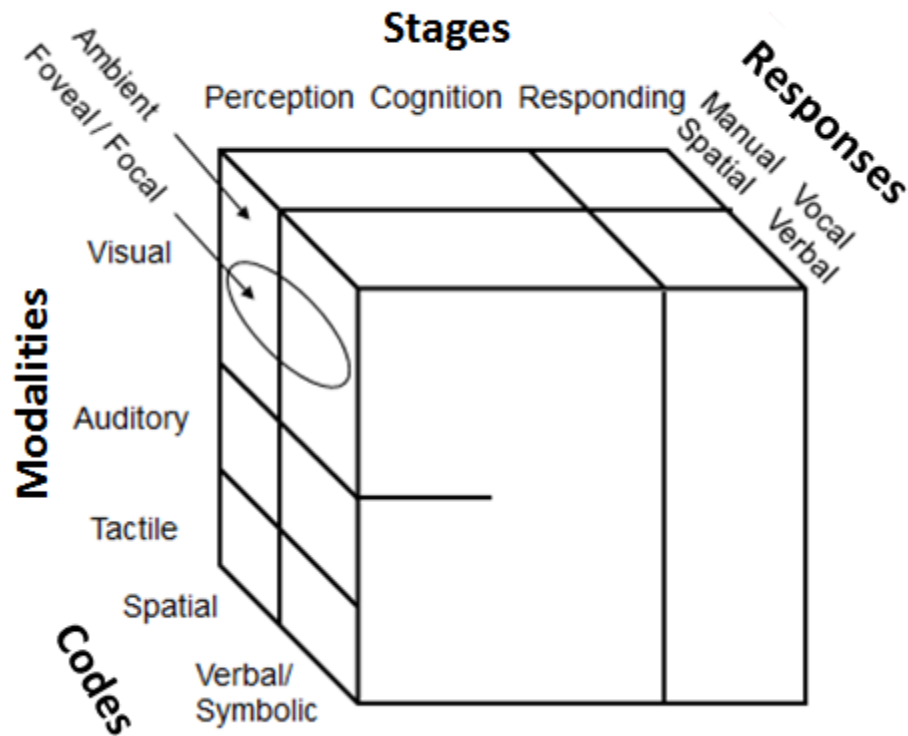 Stages
Responses
Ambient
Foveal / Focal
Perception Cognition Responding
Manual Vocal
Spatial Verbal
Visual
Modalities
Auditory
Tactile
Spatial
Codes
Verbal/
Symbolic